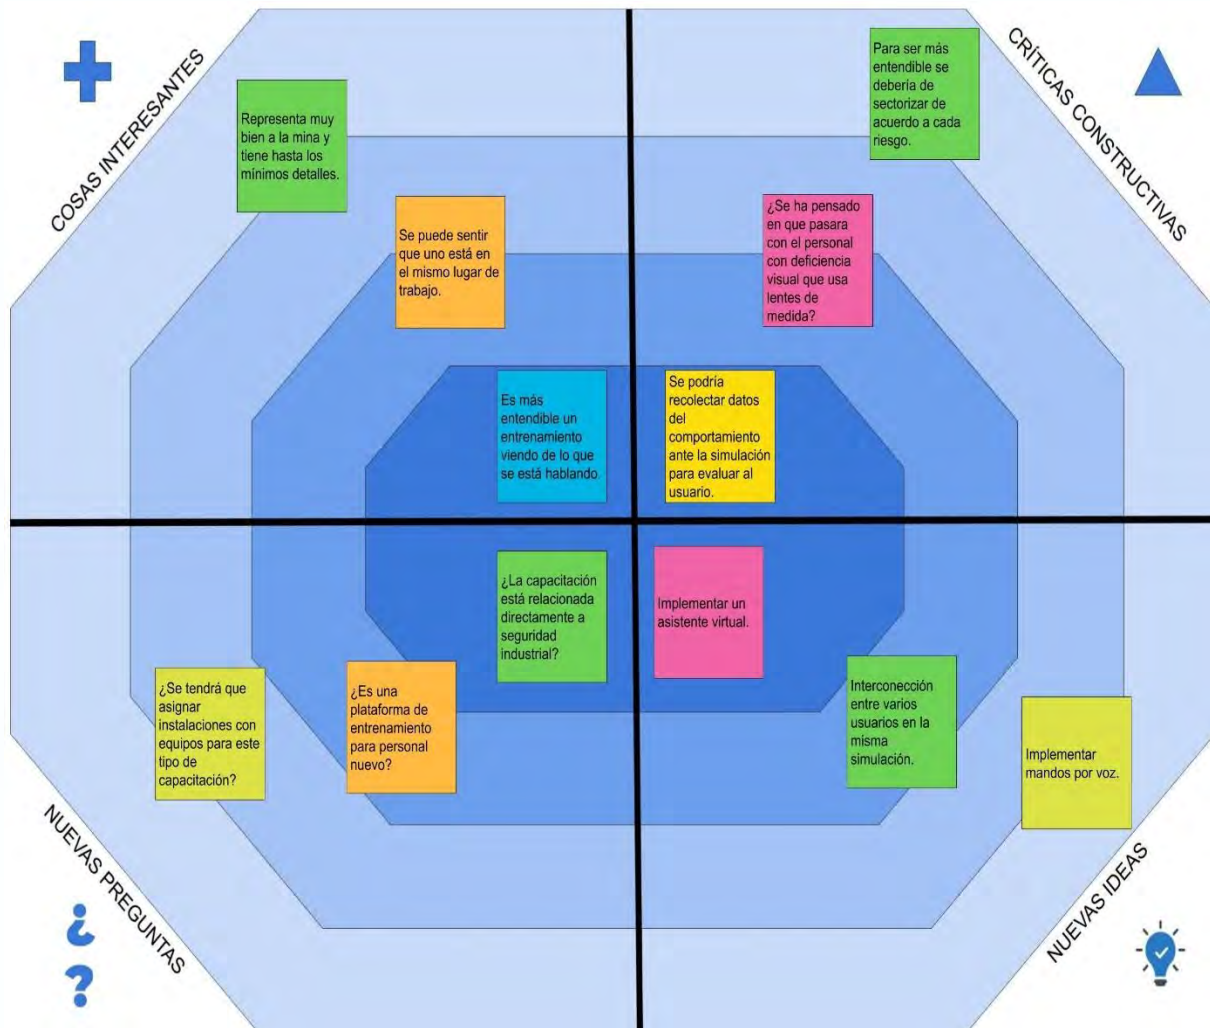 COSAS INTERESANTES
Representa muy
bien a la mina y
tiene hasta los
mínimos detalles.
Se puede sentir
que uno está en
el mismo lugar de
trabajo.
Es más
entendible un
entrenamiento
viendo de lo que
se está hablando.
CRÍTICAS CONSTRUCTIVAS
Para ser más
entendible se
debería de
sectorizar de
acuerdo a cada
riesgo.
¿Se ha pensado
en que pasara
con el personal
con deficiencia
visual que usa
lentes de
medida?
Se podría
recolectar datos
del
comportamiento
ante la simulación
para evaluar al
usuario.
NUEVAS PREGUNTAS
¿
?
¿Se tendrá que
asignar
instalaciones con
equipos para este
tipo de
capacitación?
¿Es una
plataforma de
entrenamiento
para personal
nuevo?
¿La capacitación
está relacionada
directamente a
seguridad
industrial?
NUEVAS IDEAS
Implementar un
asistente virtual.
Interconección
entre varios
usuarios en la
misma
simulación.
Implementar
mandos por voz.